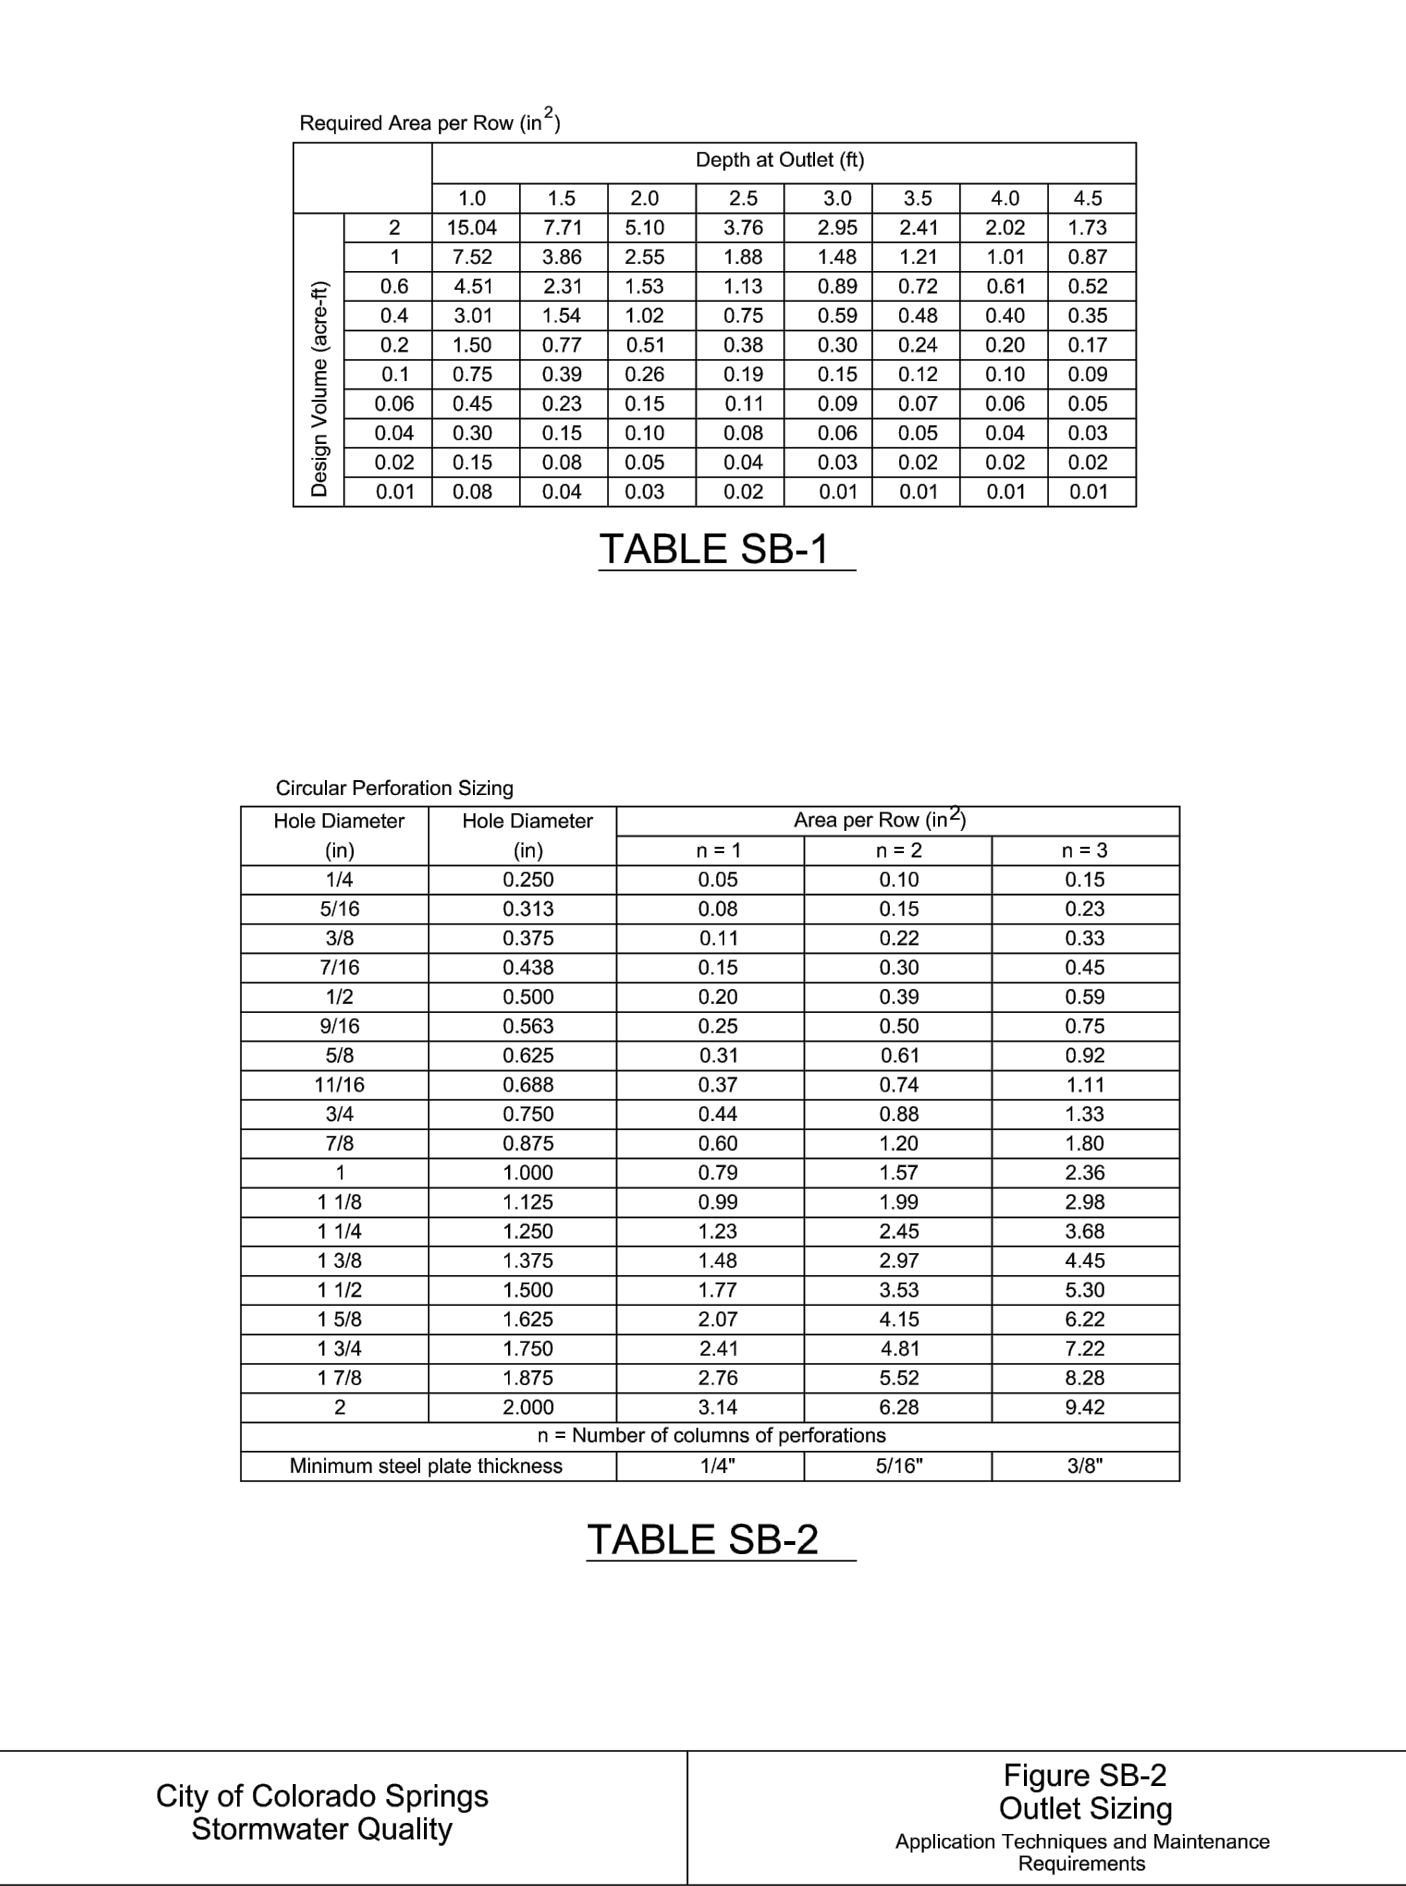 Required Area per Row (in2)
Depth at Outlet (ft)
1.0 1.5 2.0 2.5 3.0 3.5 4.0 4.5
Design Volume (acre-ft)
2 15.04 7.71 5.10 3.76 2.95 2.41 2.02 1.73
1 7.52 3.86 2.55 1.88 1.48 1.21 1.01 0.87
0.6 4.51 2.31 1.53 1.13 0.89 0.72 0.61 0.52
0.4 3.01 1.54 1.02 0.75 0.59 0.48 0.40 0.35
0.2 1.50 0.77 0.51 0.38 0.30 0.24 0.20 0.17
0.1 0.75 0.39 0.26 0.19 0.15 0.12 0.10 0.09
0.06 0.45 0.23 0.15 0.11 0.09 0.07 0.06 0.05
0.04 0.30 0.15 0.10 0.08 0.06 0.05 0.04 0.03
0.02 0.15 0.08 0.05 0.04 0.03 0.02 0.02 0.02
0.01 0.08 0.04 0.03 0.02 0.01 0.01 0.01 0.01
TABLE SB-1
Circular Perforation Sizing
Hole Diameter Hole Diameter Area per Row (in2)
(in) (in) n = 1 n = 2 n = 3
1/4 0.250 0.05 0.10 0.15
5/16 0.313 0.08 0.15 0.23
3/8 0.375 0.11 0.22 0.33
7/16 0.438 0.15 0.30 0.45
1/2 0.500 0.20 0.39 0.59
9/16 0.563 0.25 0.50 0.75
5/8 0.625 0.31 0.61 0.92
11/16 0.688 0.37 0.74 1.11
3/4 0.750 0.44 0.88 1.33
7/8 0.875 0.60 1.20 1.80
1 1.000 0.79 1.57 2.36
1 1/8 1.125 0.99 1.99 2.98
1 1/4 1.250 1.23 2.45 3.68
1 3/8 1.375 1.48 2.97 4.45
1 1/2 1.500 1.77 3.53 5.30
1 5/8 1.625 2.07 4.15 6.22
1 3/4 1.750 2.41 4.81 7.22
1 7/8 1.875 2.76 5.52 8.28
2 2.000 3.14 6.28 9.42
n = Number of columns of perforations
Minimum steel plate thickness 1/4" 5/16" 3/8"
TABLE SB-2
City of Colorado Springs
Stormwater Quality
Figure SB-2
Outlet Sizing
Application Techniques and Maintenance
Requirements